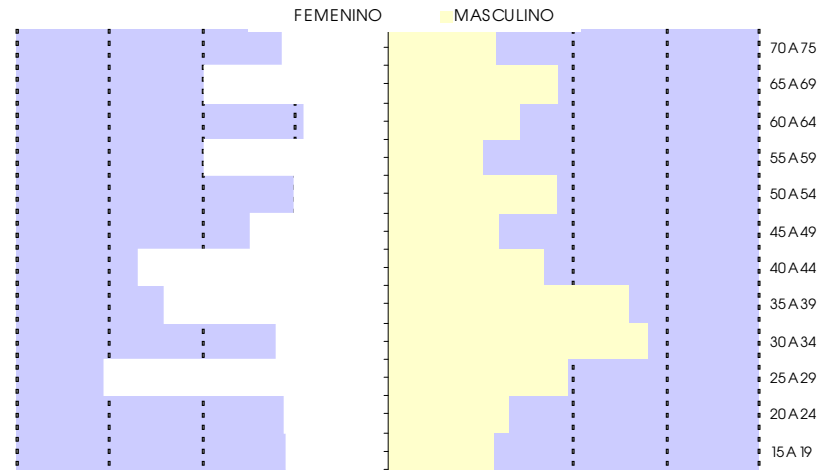 FEMENINO MASCULINO
70 A 75
65 A 69
60 A 64
55 A 59
50 A 54
45 A 49
40 A 44
35 A 39
30 A 34
25 A 29
20 A 24
15 A 19